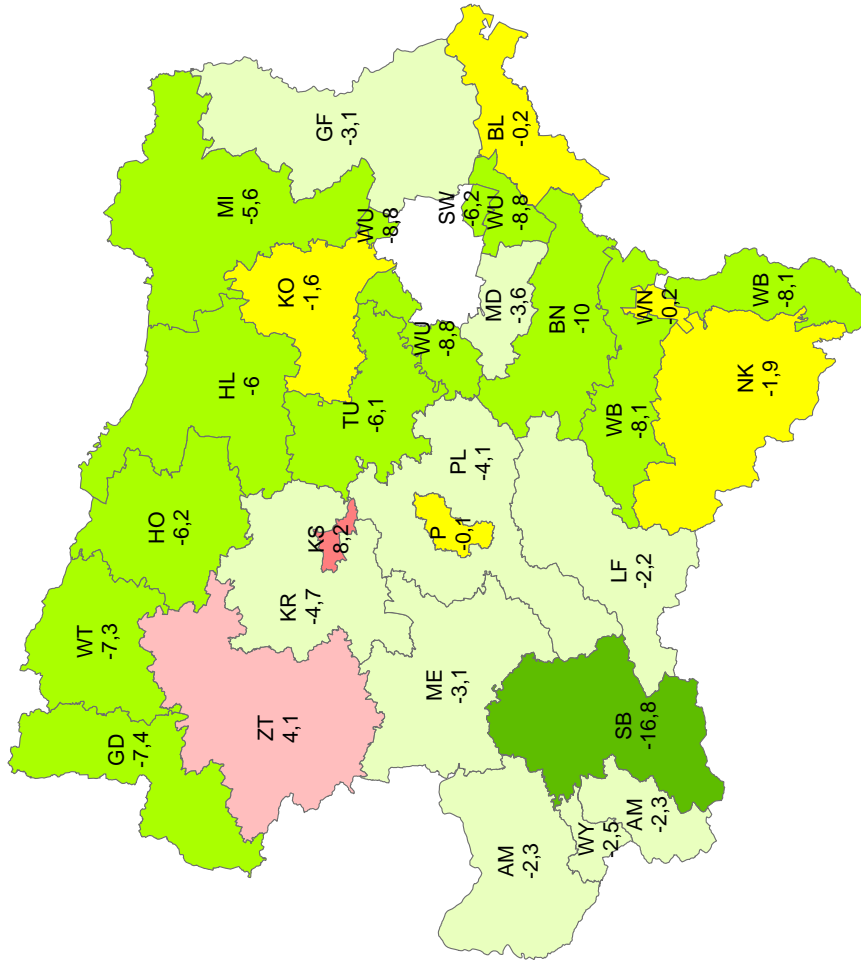 GD
-7,4
WT
-7,3
HO
-6,2
HL
-6
MI
-5,6
GF
-3,1
KO
-1,6
WU
-8,8
SW
-6,2
BL
-0,2
WU
-8,8
MD
-3,6
WU
-8,8
TU
-6,1
BN
-10
WN
-0,2
WB
-8,1
NK
-1,9
WB
-8,1
PL
-4,1
P
-0,1
KS
8,2
KR
-4,7
ZT
4,1
ME
-3,1
LF
-2,2
SB
-16,8
AM
-2,3
WY
-2,5
AM
-2,3